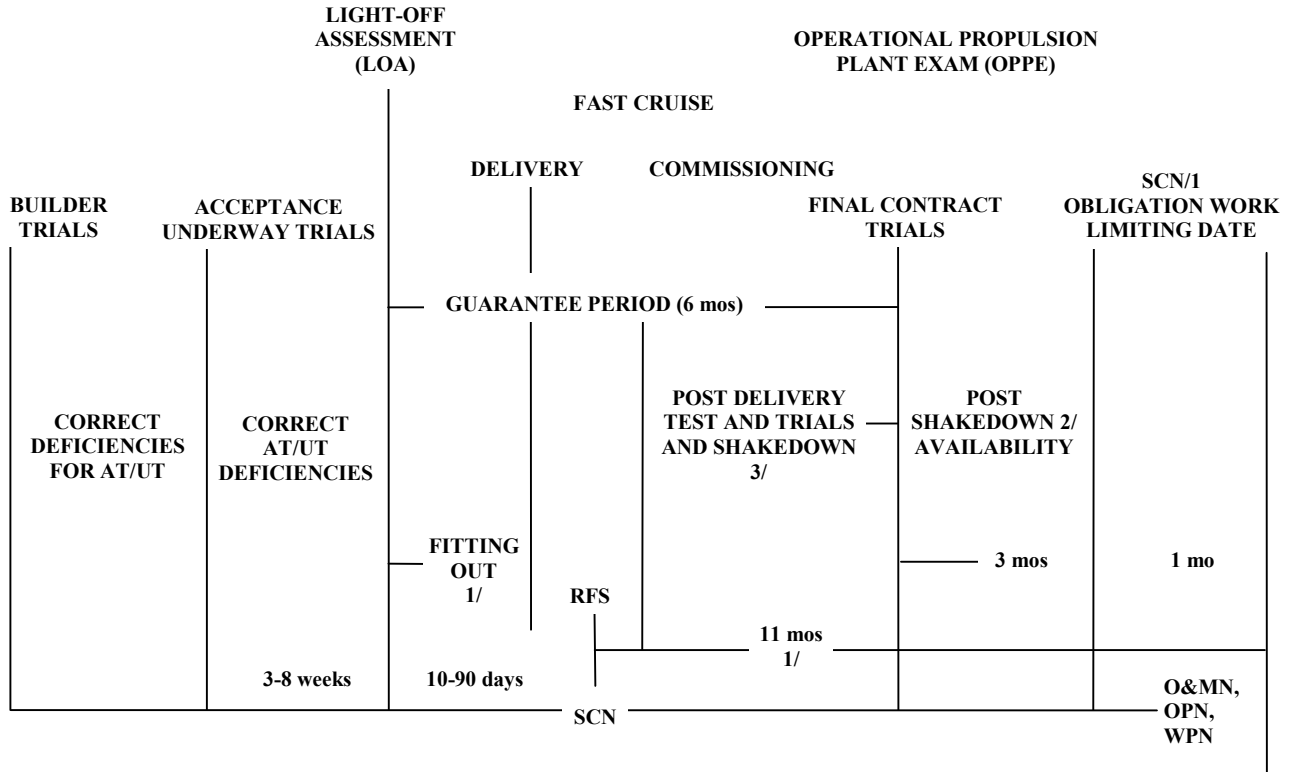 LIGHT-OFF
ASSESSMENT
(LOA)
OPERATIONAL PROPULSION
PLANT EXAM (OPPE)
FAST CRUISE
DELIVERY
COMMISSIONING
BUILDER
TRIALS
ACCEPTANCE
UNDERWAY TRIALS
FINAL CONTRACT
TRIALS
SCN/1
OBLIGATION WORK
LIMITING DATE
GUARANTEE PERIOD (6 mos)
CORRECT
DEFICIENCIES
FOR AT/UT
CORRECT
AT/UT
DEFICIENCIES
POST DELIVERY
TEST AND TRIALS
AND SHAKEDOWN
3/
POST
SHAKEDOWN 2/
AVAILABILITY
FITTING
OUT
1/
RFS
3 mos
1 mo
11 mos
1/
3-8 weeks
10-90 days
SCN
O&MN,
OPN,
WPN